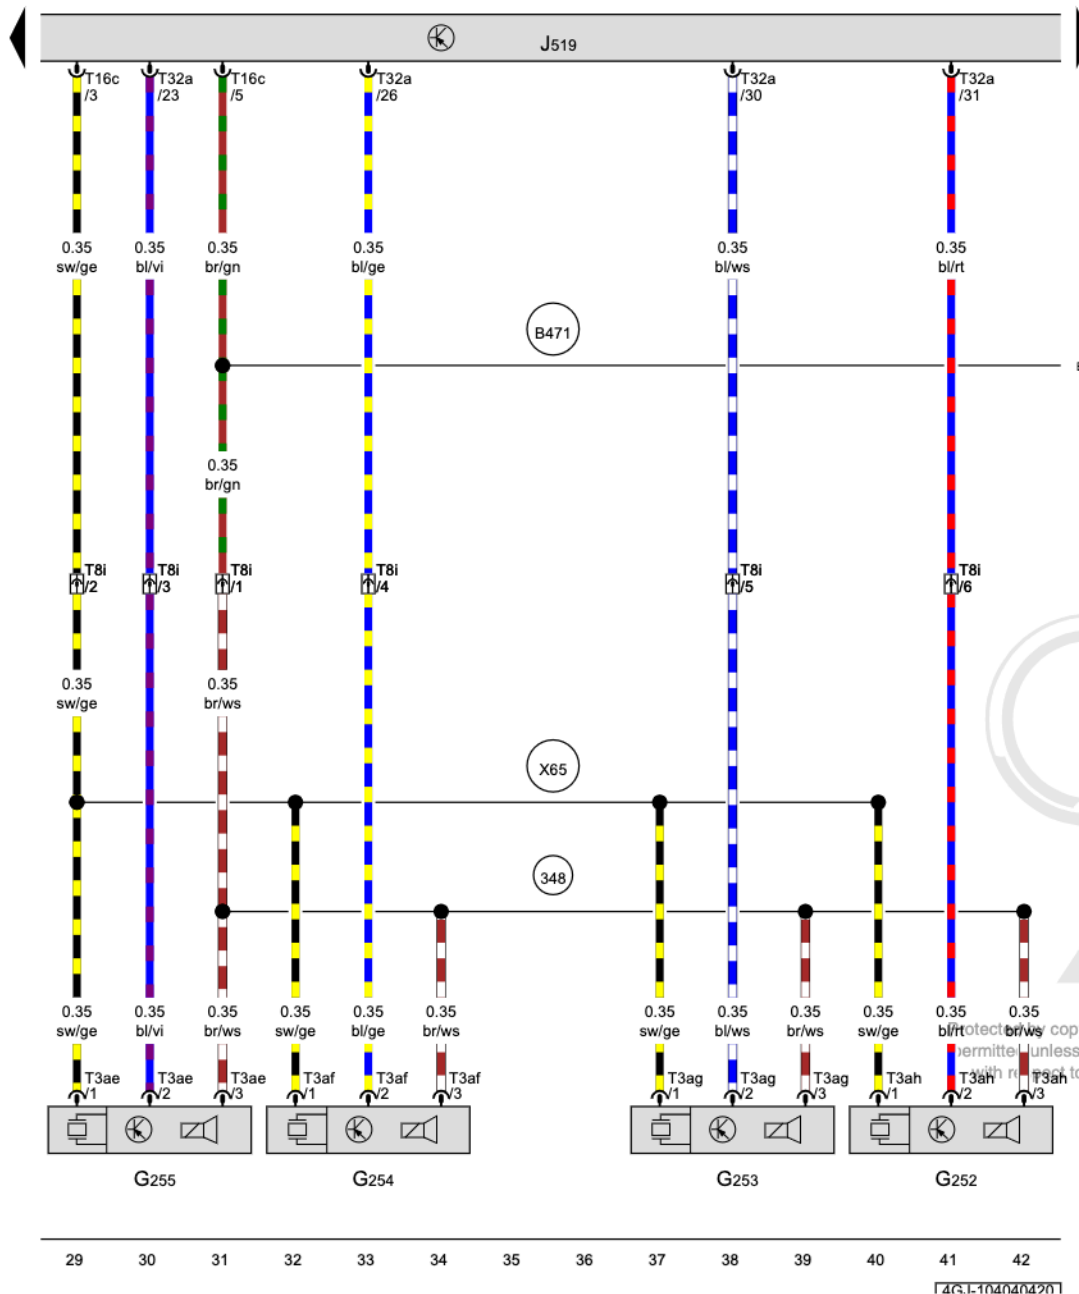 J519
T16c T32a T16c T32a T32a T32a
/3 /23 /5 /26 /30 /31
0.35 0.35 0.35 0.35 0.35 0.35
sw/ge bl/vi br/gn bl/ge bl/ws bl/rt
B471
0.35
br/gn
T8i T8i T8i T8i T8i T8i
/2 /3 /1 /4 /5 /6
0.35 0.35
sw/ge br/ws
X65
348
0.35 0.35 0.35 0.35 0.35 0.35 0.35 0.35 0.35 0.35 0.35 0.35
sw/ge bl/vi br/ws sw/ge bl/ge br/ws sw/ge bl/ws br/ws sw/ge bl/rt br/ws
Protected by cop
permitted unless
with respect to
T3ae T3ae T3ae T3af T3af T3af T3ag T3ag T3ag T3ah T3ah T3ah
/1 /2 /3 /1 /2 /3 /1 /2 /3 /1 /2 /3
G255 G254 G253 G252
29 30 31 32 33 34 35 36 37 38 39 40 41 42
4GJ-104040420